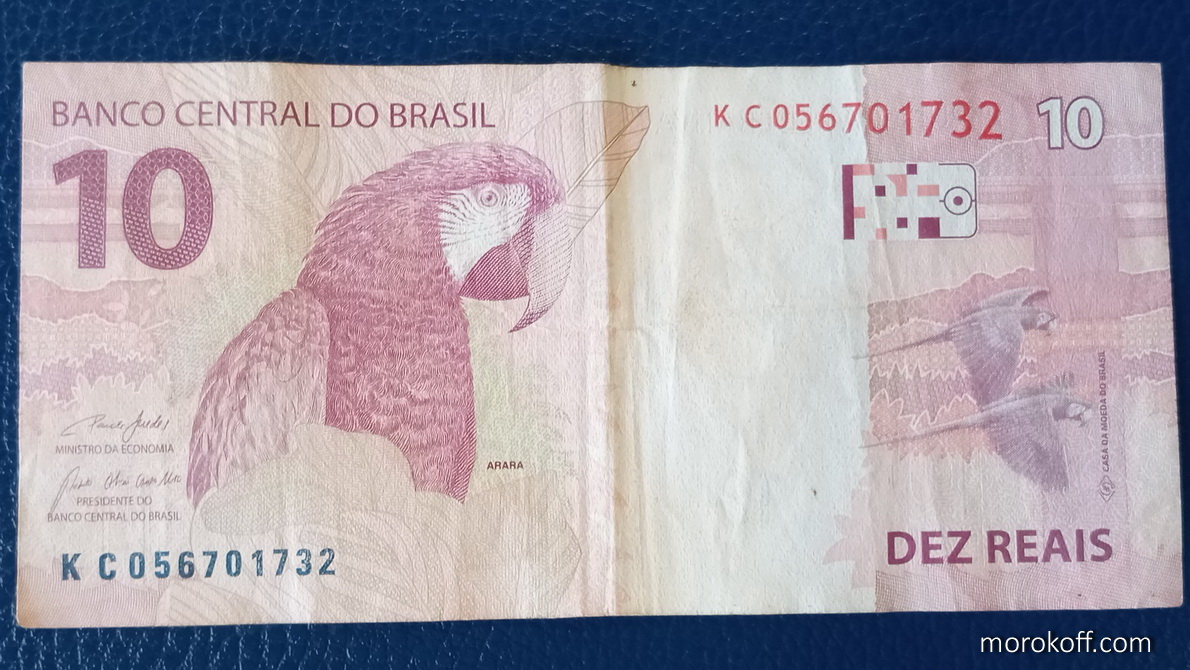 BANCO CENTRAL DO BRASIL
K C 056701732
10
10
ARARA
MINISTRO DA ECONOMIA
PRESIDENTE DO
BANCO CENTRAL DO BRASIL
K C 056701732
CASA DA MOEDA DO BRASIL
DEZ REAIS
morokoff.com